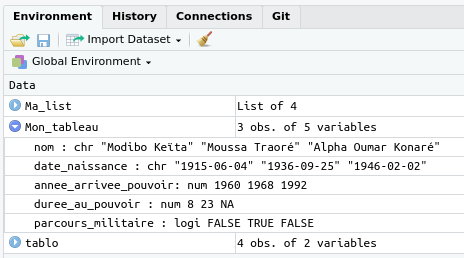 Environment History Connections Git
Import Dataset
Global Environment
Data
Ma_list List of 4
Mon_tableau 3 obs. of 5 variables
nom : chr "Modibo Keïta" "Moussa Traoré" "Alpha Oumar Konaré"
date_naissance : chr "1915-06-04" "1936-09-25" "1946-02-02"
annee_arrivee_pouvoir: num 1960 1968 1992
duree_au_pouvoir : num 8 23 NA
parcours_militaire : logi FALSE TRUE FALSE
tablo 4 obs. of 2 variables